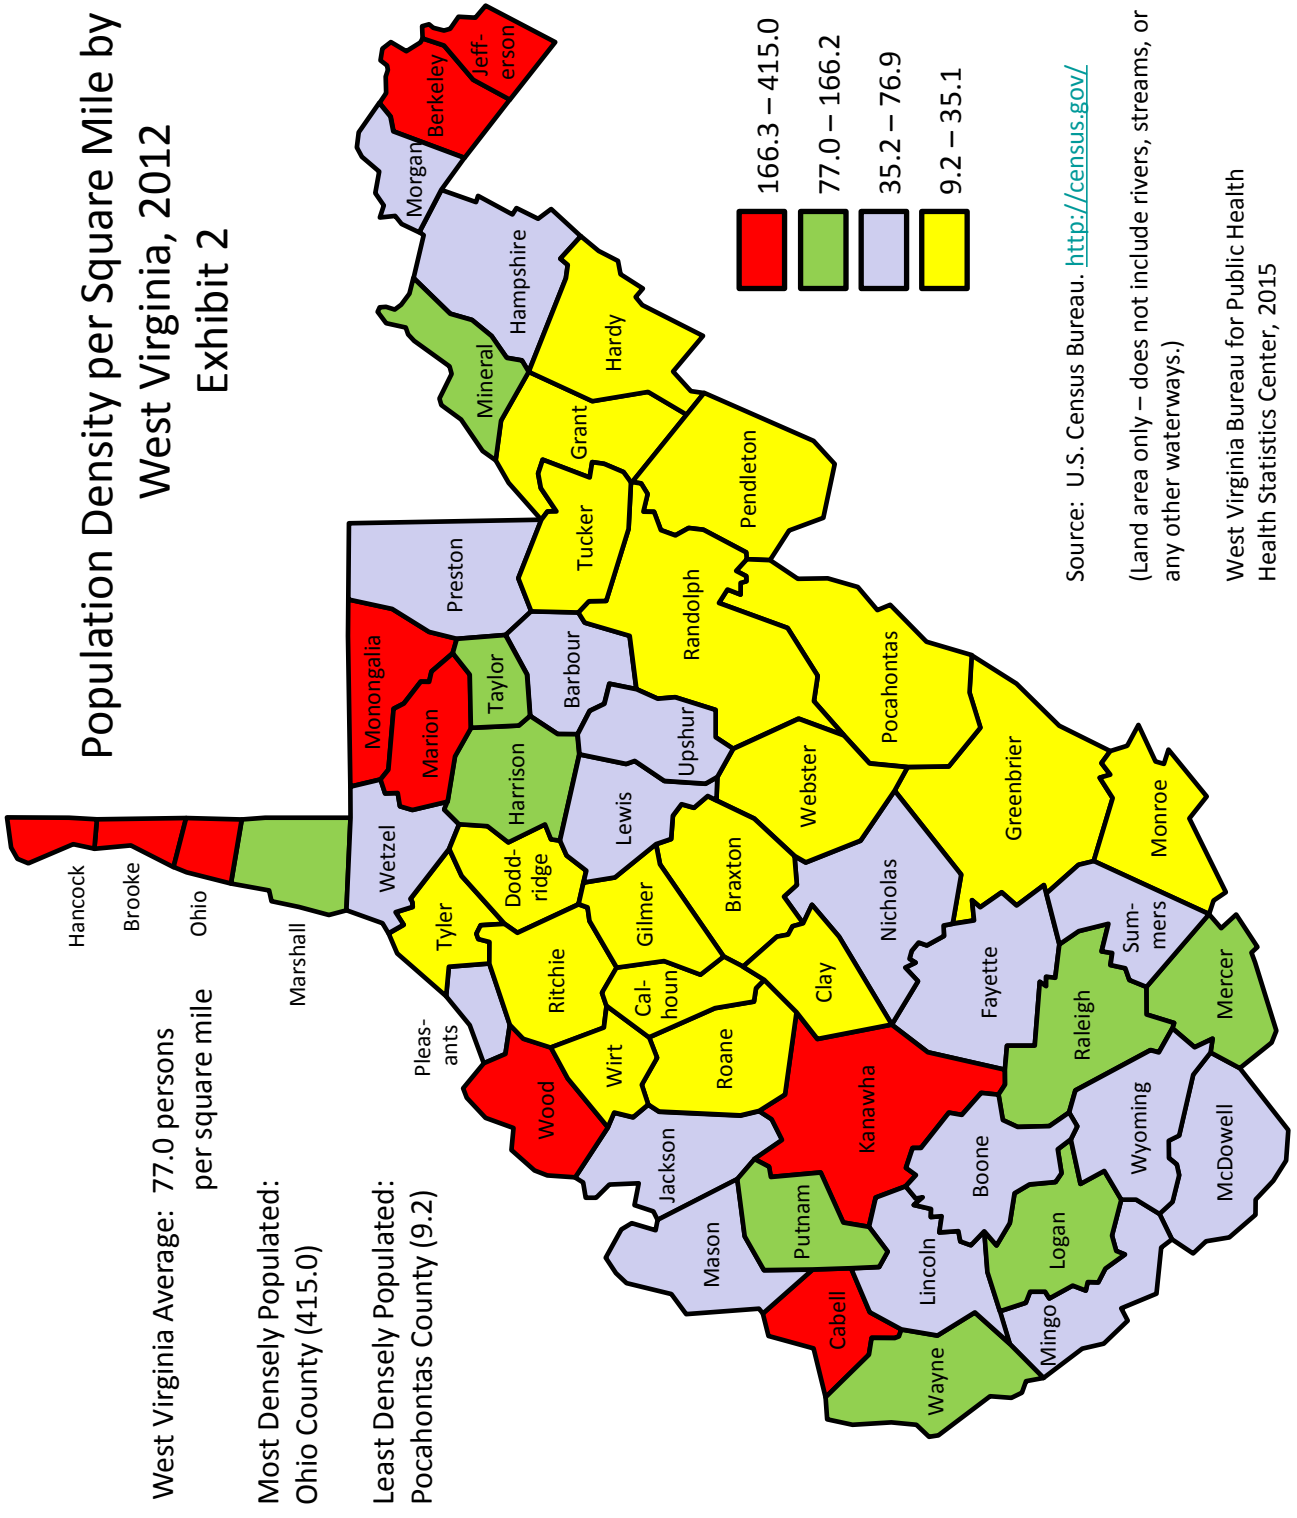 Population Density per Square Mile by
West Virginia, 2012
Exhibit 2
West Virginia Average:  77.0 persons
per square mile
Most Densely Populated:
Ohio County (415.0)
Least Densely Populated:
Pocahontas County (9.2)
Hancock
Brooke
Ohio
Marshall
Wetzel
Monongalia
Marion
Preston
Taylor
Harrison
Dodd-
ridge
Tyler
Pleas-
ants
Wood
Ritchie
Wirt
Cal-
houn
Gilmer
Lewis
Upshur
Barbour
Tucker
Grant
Mineral
Hampshire
Morgan
Berkeley
Jeff-
erson
Hardy
Pendleton
Randolph
Pocahontas
Webster
Braxton
Clay
Roane
Jackson
Mason
Putnam
Cabell
Wayne
Lincoln
Kanawha
Nicholas
Greenbrier
Monroe
Sum-
mers
Fayette
Raleigh
Boone
Logan
Mingo
Wyoming
McDowell
Mercer
166.3 – 415.0
77.0 – 166.2
35.2 – 76.9
9.2 – 35.1
Source:  U.S. Census Bureau. http://census.gov/
(Land area only – does not include rivers, streams, or
any other waterways.)
West Virginia Bureau for Public Health
Health Statistics Center, 2015